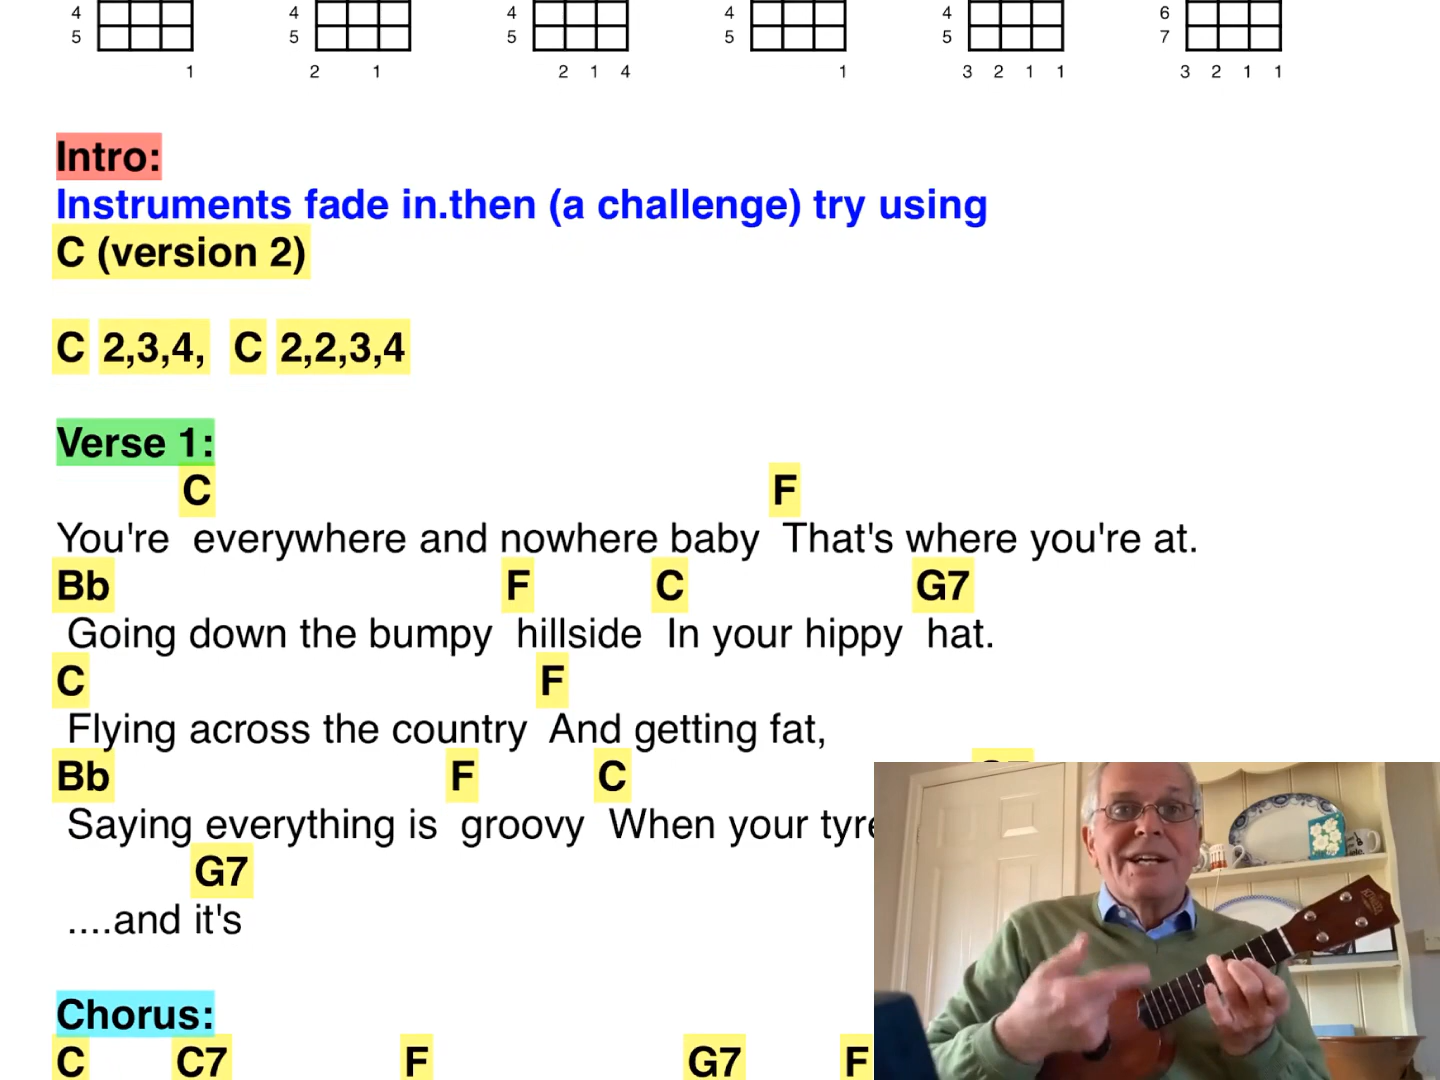 4 4 4 4 4 6
5 5 5 5 5 7
1 2 1 2 1 4 1 3 2 1 1 3 2 1 1
Intro:
Instruments fade in.then (a challenge) try using
C (version 2)
C 2,3,4, C 2,2,3,4
Verse 1:
C F
You're everywhere and nowhere baby That's where you're at.
Bb F C G7
Going down the bumpy hillside In your hippy hat.
C F
Flying across the country And getting fat,
Bb F C
Saying everything is groovy When your
G7
....and it's
Chorus:
C C7 F G7 F